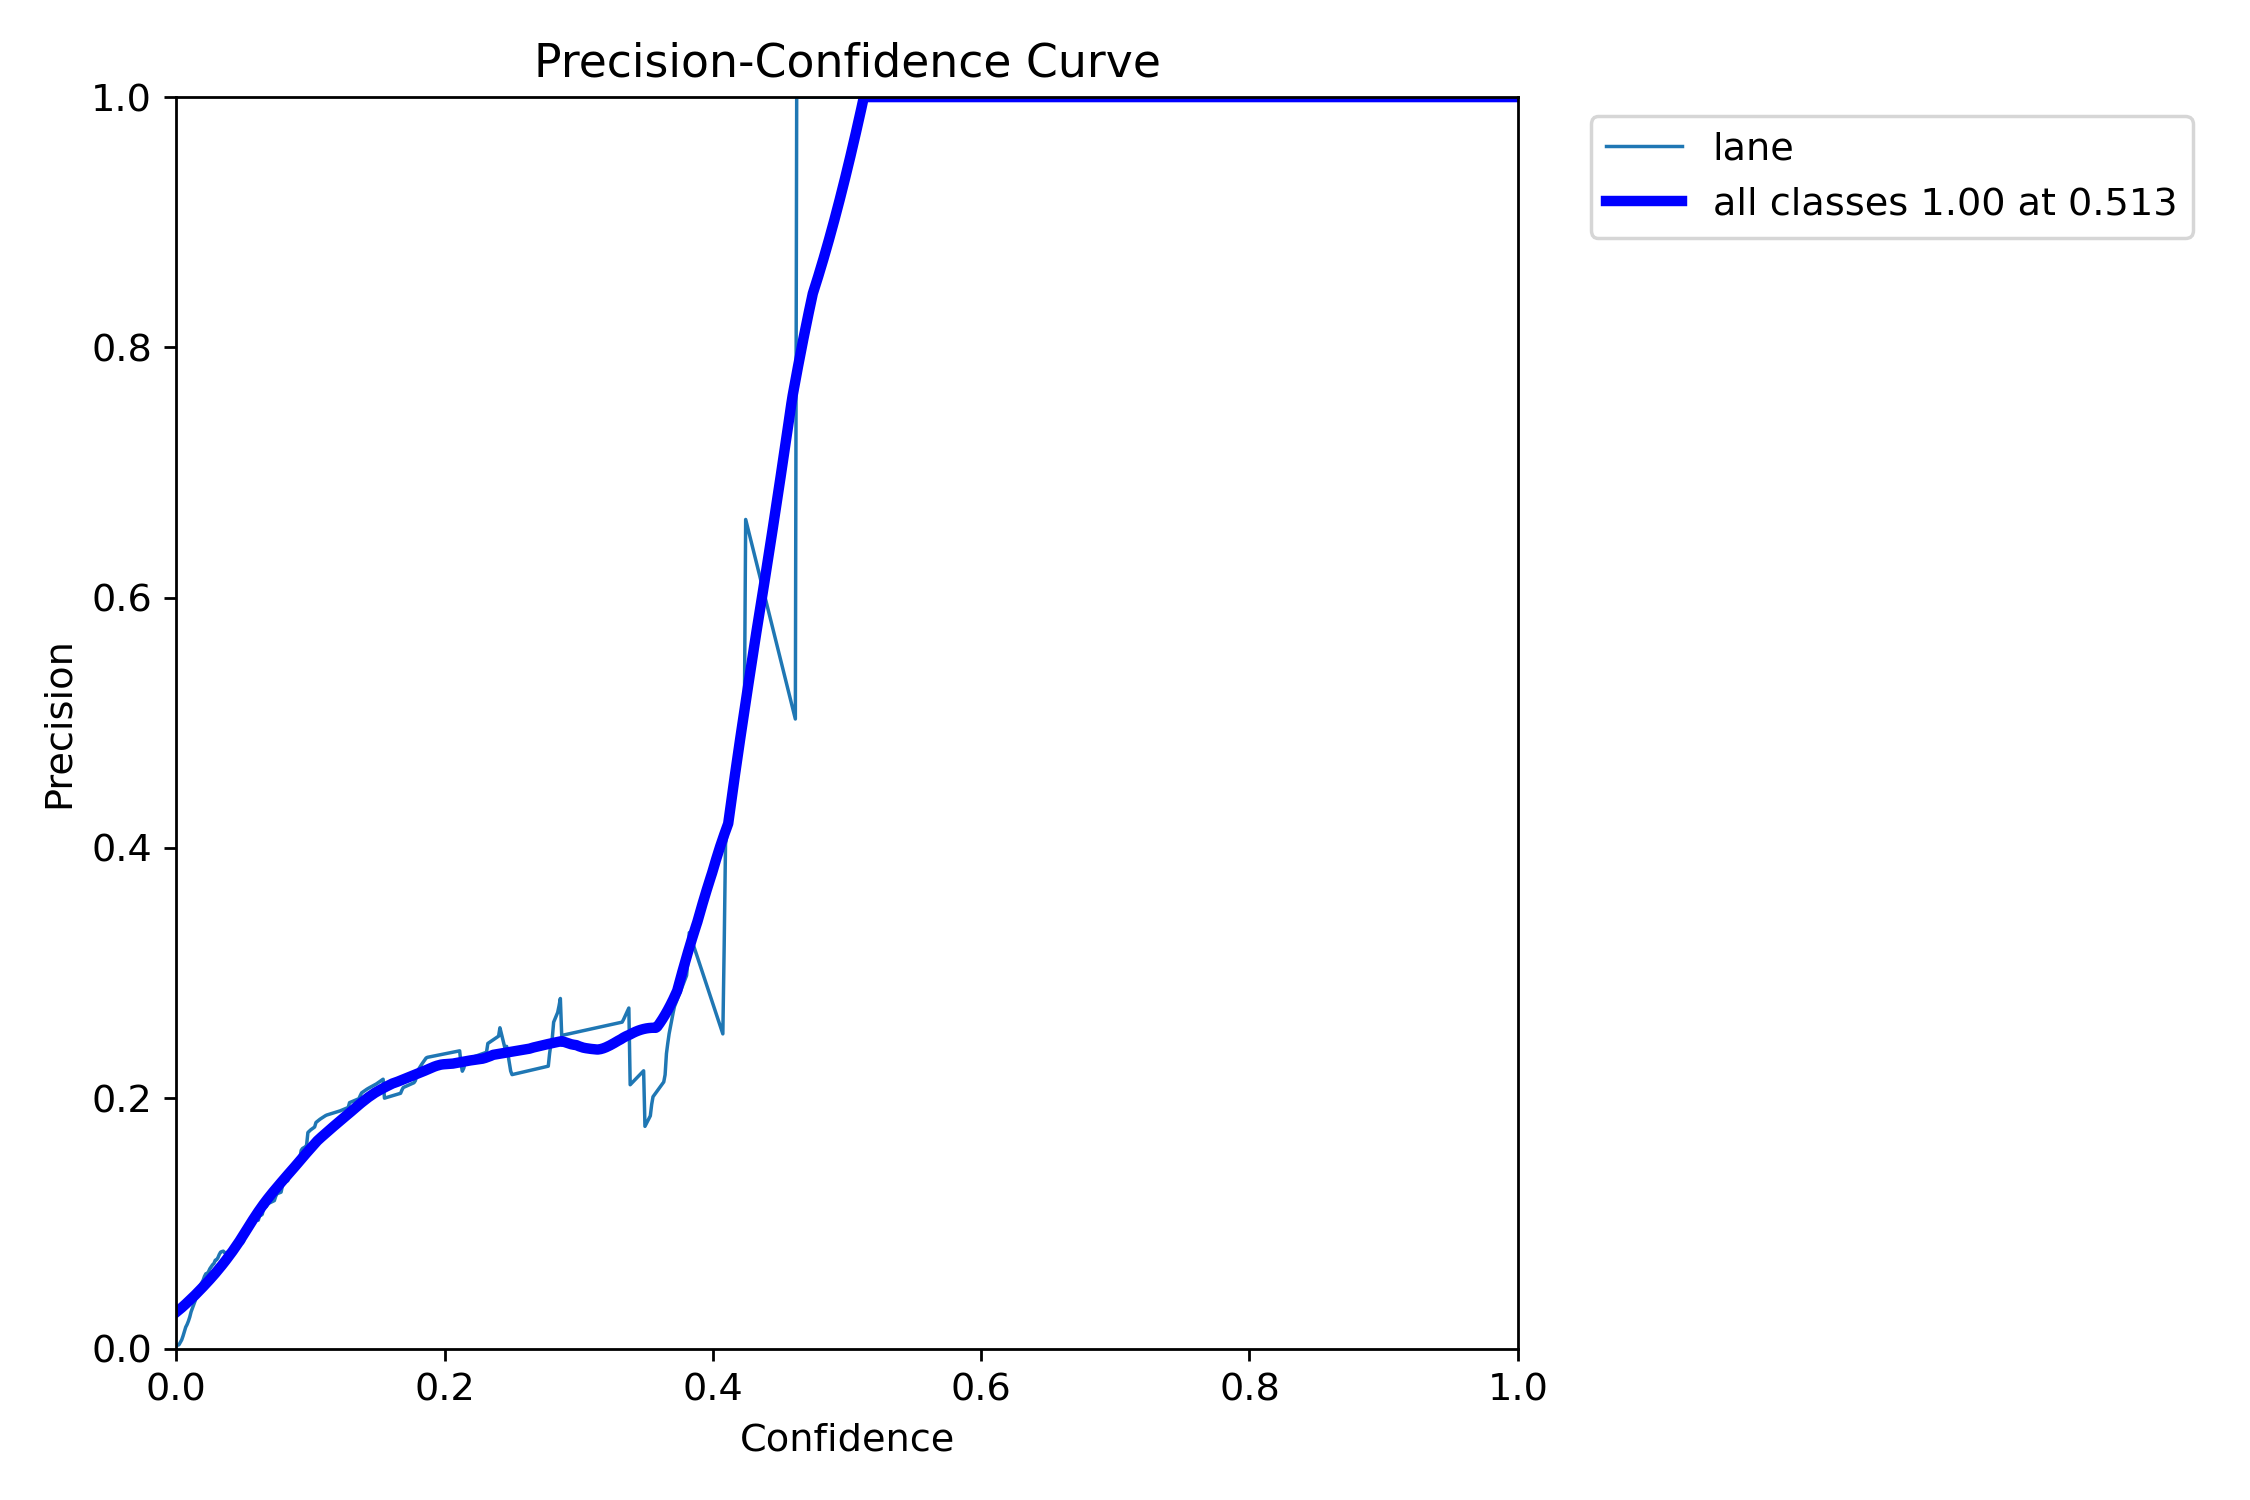 Precision-Confidence Curve
1.0
0.8
0.6
0.4
0.2
0.0
Precision
0.0 0.2 0.4 0.6 0.8 1.0
Confidence
lane
all classes 1.00 at 0.513